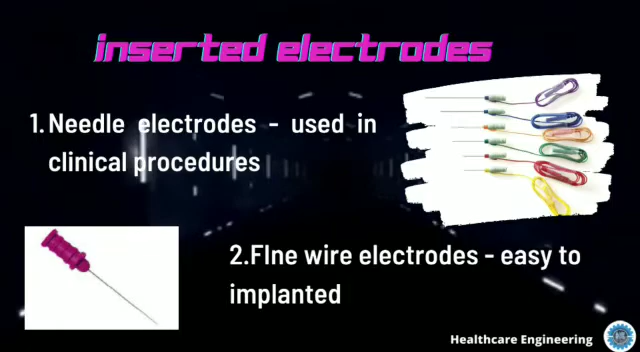 inserted electrodes
1. Needle electrodes - used in
clinical procedures
2.FIne wire electrodes - easy to
implanted
Healthcare Engineering